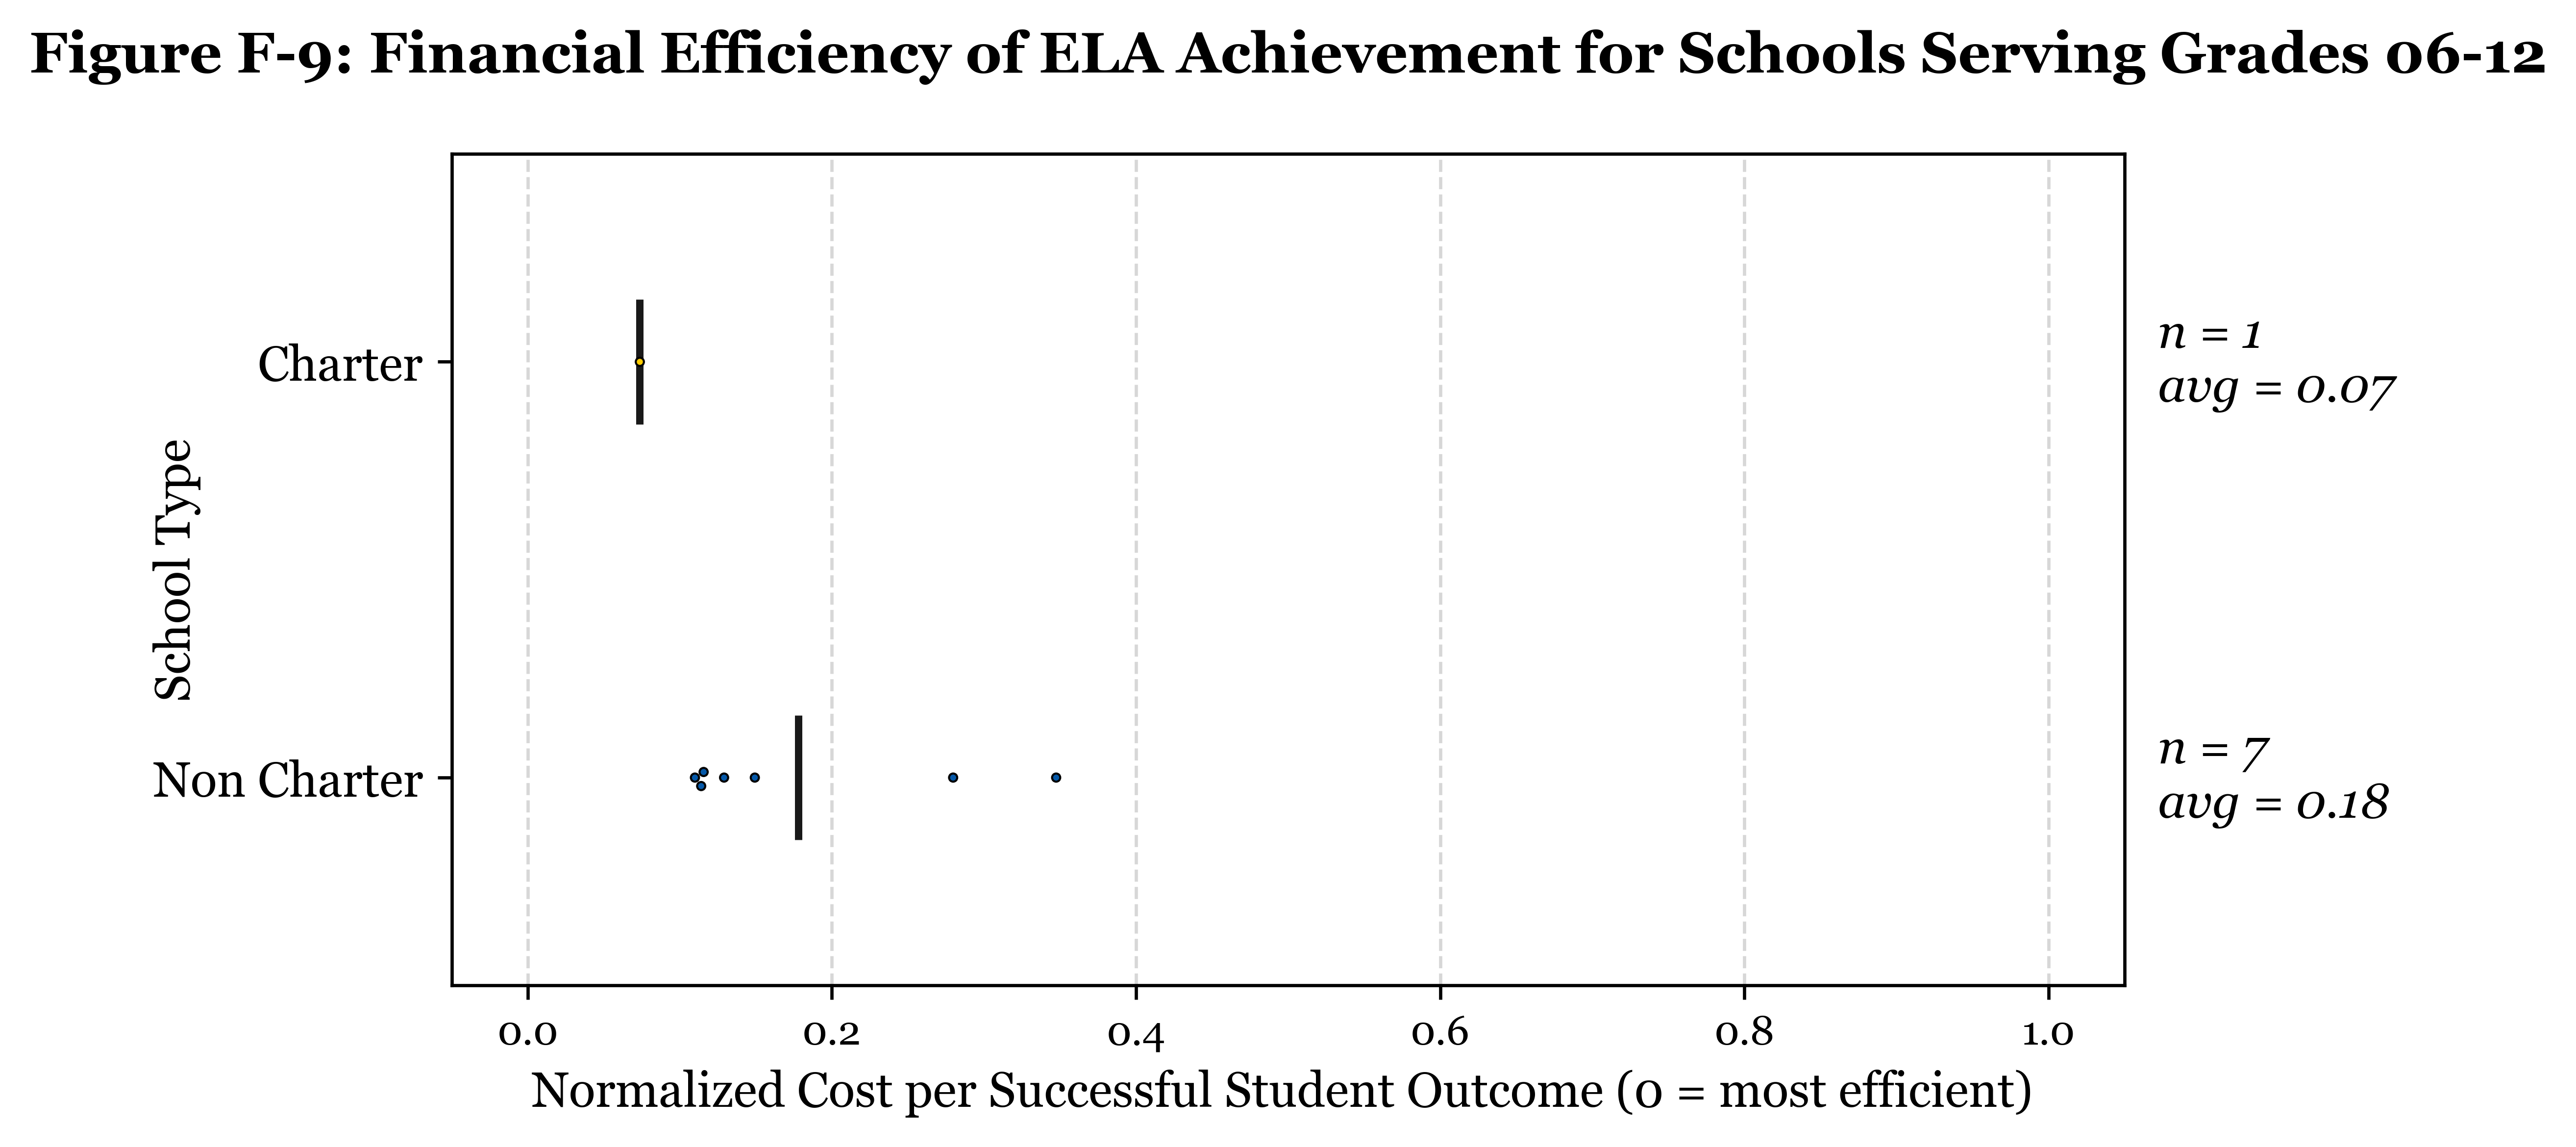 Figure F-9: Financial Efficiency of ELA Achievement for Schools Serving Grades 06-12
School Type
Charter
n = 1
avg = 0.07
Non Charter
n = 7
avg = 0.18
0.0 0.2 0.4 0.6 0.8 1.0
Normalized Cost per Successful Student Outcome (0 = most efficient)